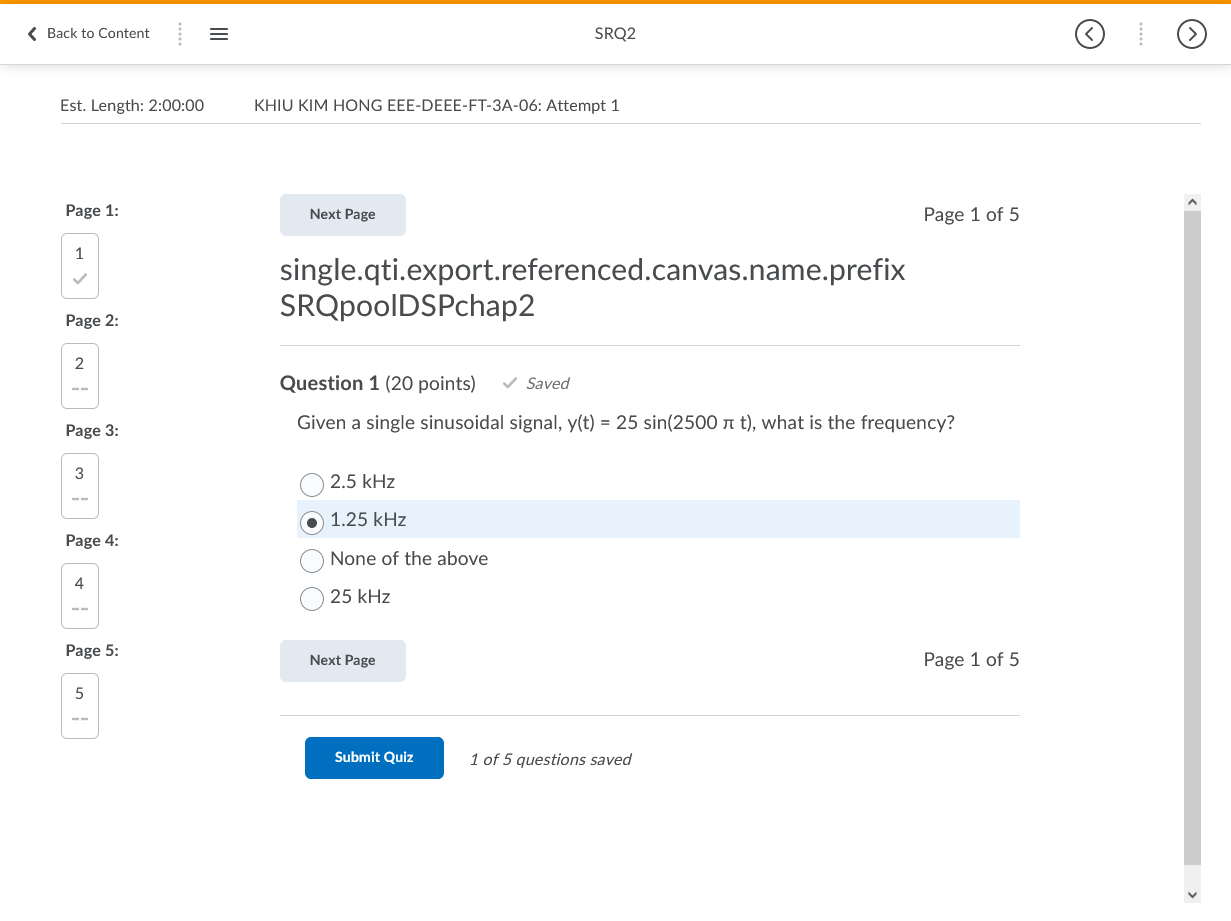 Back to Content
SRQ2
Est. Length: 2:00:00 KHIU KIM HONG EEE-DEEE-FT-3A-06: Attempt 1
Page 1:
1
Page 2:
2
--
Page 3:
3
--
Page 4:
4
--
Page 5:
5
--
Next Page
Page 1 of 5
single.qti.export.referenced.canvas.name.prefix
SRQpoolDSPchap2
Question 1 (20 points) Saved
Given a single sinusoidal signal, y(t) = 25 sin(2500 π t), what is the frequency?
2.5 kHz
1.25 kHz
None of the above
25 kHz
Next Page
Page 1 of 5
Submit Quiz
1 of 5 questions saved